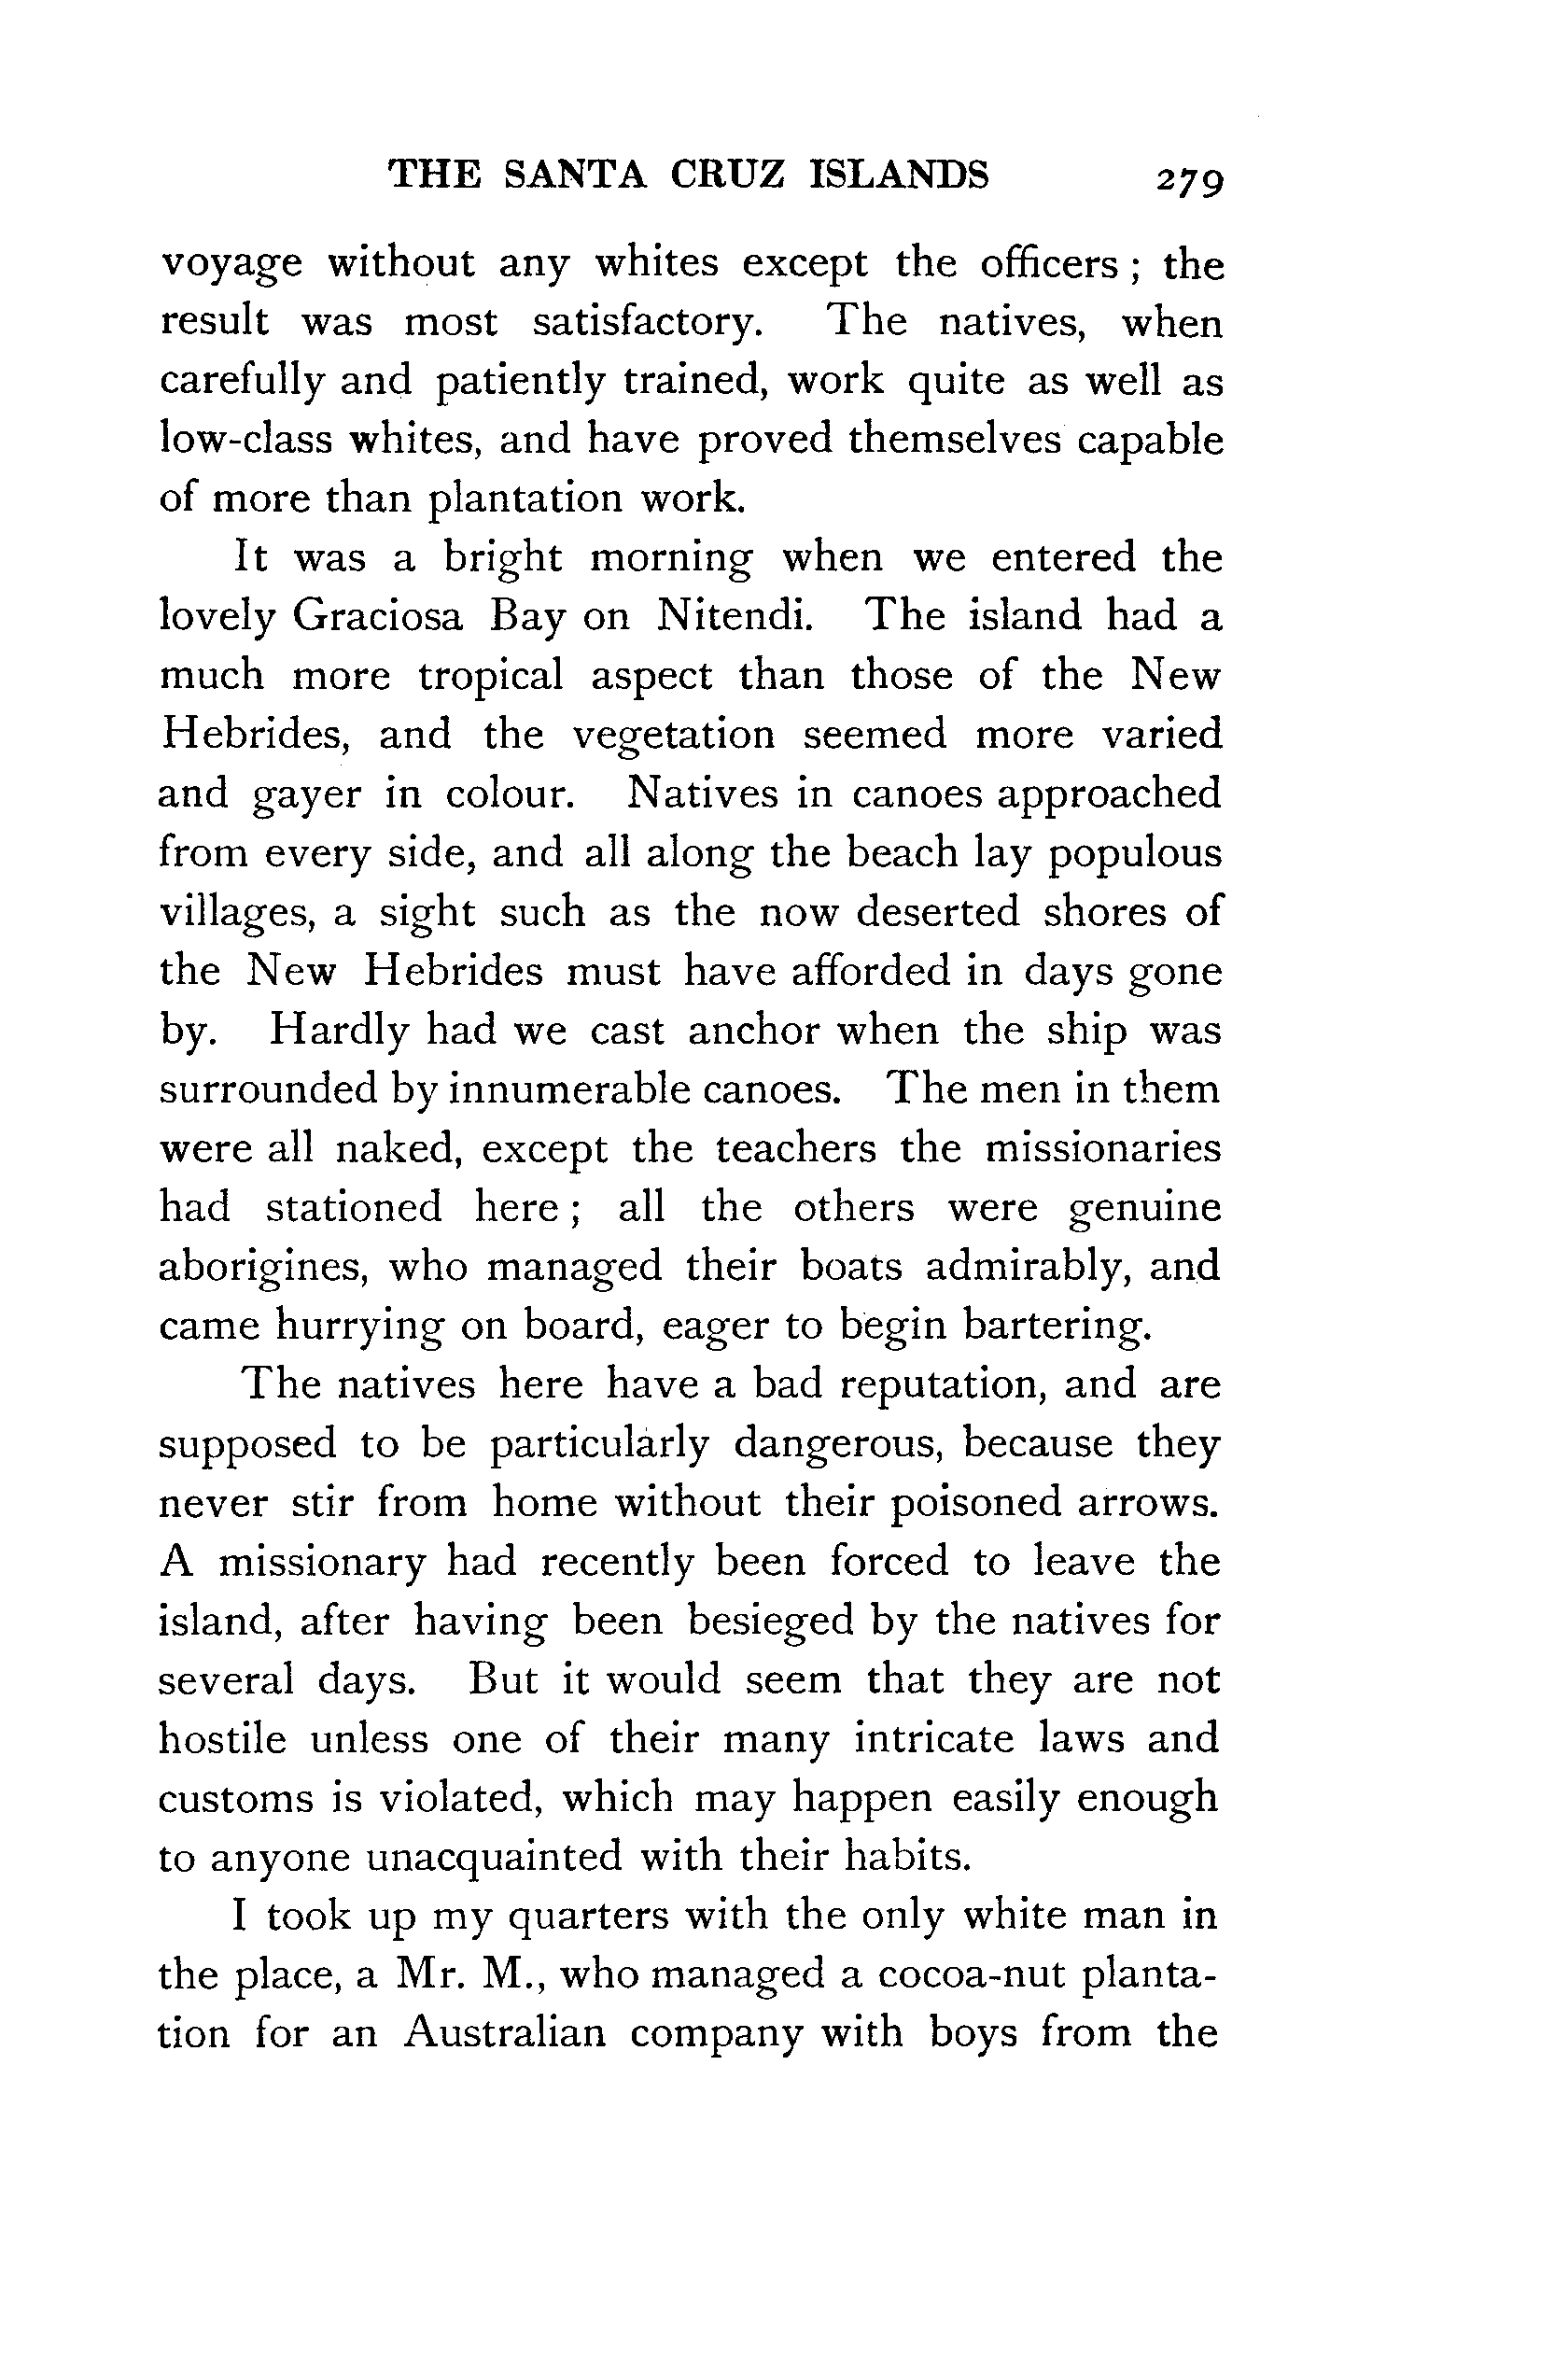 THE SANTA CRUZ ISLANDS 279
voyage without any whites except the officers ; the
result was most satisfactory. The natives, when
carefully and patiently trained, work quite as well as
low-class whites, and have proved themselves capable
of more than plantation work.
It was a bright morning when we entered the
lovely Graciosa Bay on Nitendi. The island had a
much more tropical aspect than those of the New
Hebrides, and the vegetation seemed more varied
and gayer in colour. Natives in canoes approached
from every side, and all along the beach lay populous
villages, a sight such as the now deserted shores of
the New Hebrides must have afforded in days gone
by. Hardly had we cast anchor when the ship was
surrounded by innumerable canoes. The men in them
were all naked, except the teachers the missionaries
had stationed here ; all the others were genuine
aborigines, who managed their boats admirably, and
came hurrying on board, eager to begin bartering.
The natives here have a bad reputation, and are
supposed to be particularly dangerous, because they
never stir from home without their poisoned arrows.
A missionary had recently been forced to leave the
island, after having been besieged by the natives for
several days. But it would seem that they are not
hostile unless one of their many intricate laws and
customs is violated, which may happen easily enough
to anyone unacquainted with their habits.
I took up my quarters with the only white man in
the place, a Mr. M., who managed a cocoa-nut planta-
tion for an Australian company with boys from the